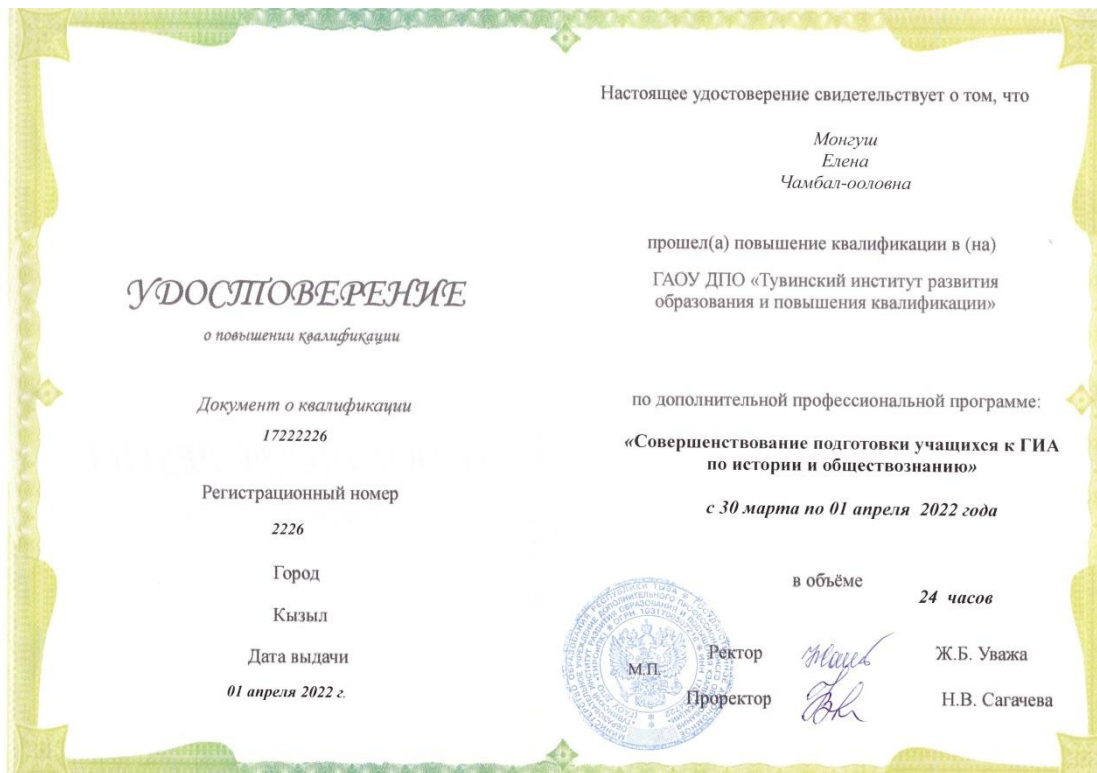 УДОСТОВЕРЕНИЕ
о повышении квалификации
Документ о квалификации
17222226
Регистрационный номер
2226
Город
Кызыл
Дата выдачи
01 апреля 2022 г.
Настоящее удостоверение свидетельствует о том, что
Монгуш
Елена
Чамбал-ооловна
прошел(а) повышение квалификации в (на)
ГАОУ ДПО «Тувинский институт развития
образования и повышения квалификации»
по дополнительной профессиональной программе:
«Совершенствование подготовки учащихся к ГИА
по истории и обществознанию»
с 30 марта по 01 апреля 2022 года
в объёме
24 часов
М.П.
Ректор
Ж.Б. Уважа
Проректор
Н.В. Сагачева